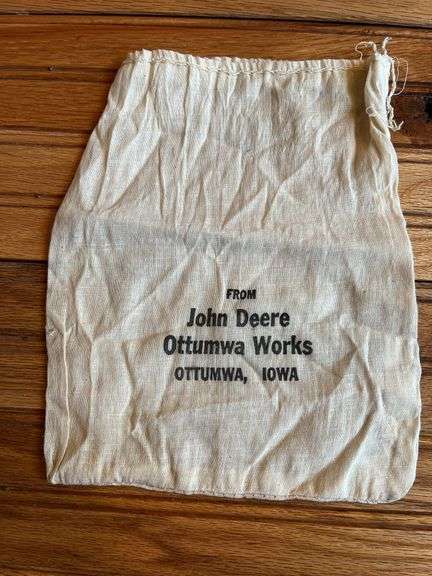 FROM
John Deere
Ottumwa Works
OTTUMWA, IOWA